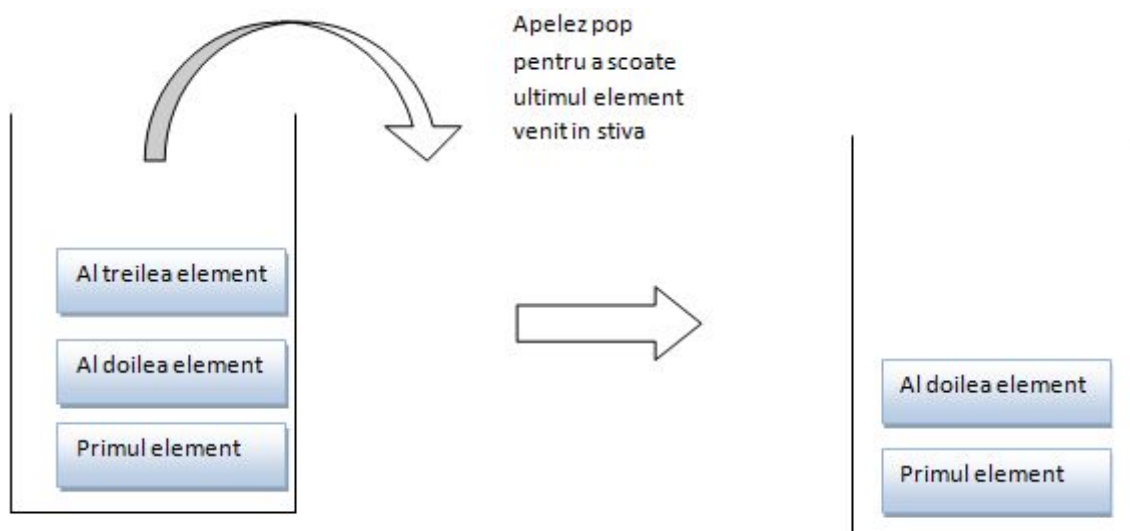 Apelez pop
pentru a scoate
ultimul element
venit in stiva
Al treilea element
Al doilea element
Primul element
Al doilea element
Primul element